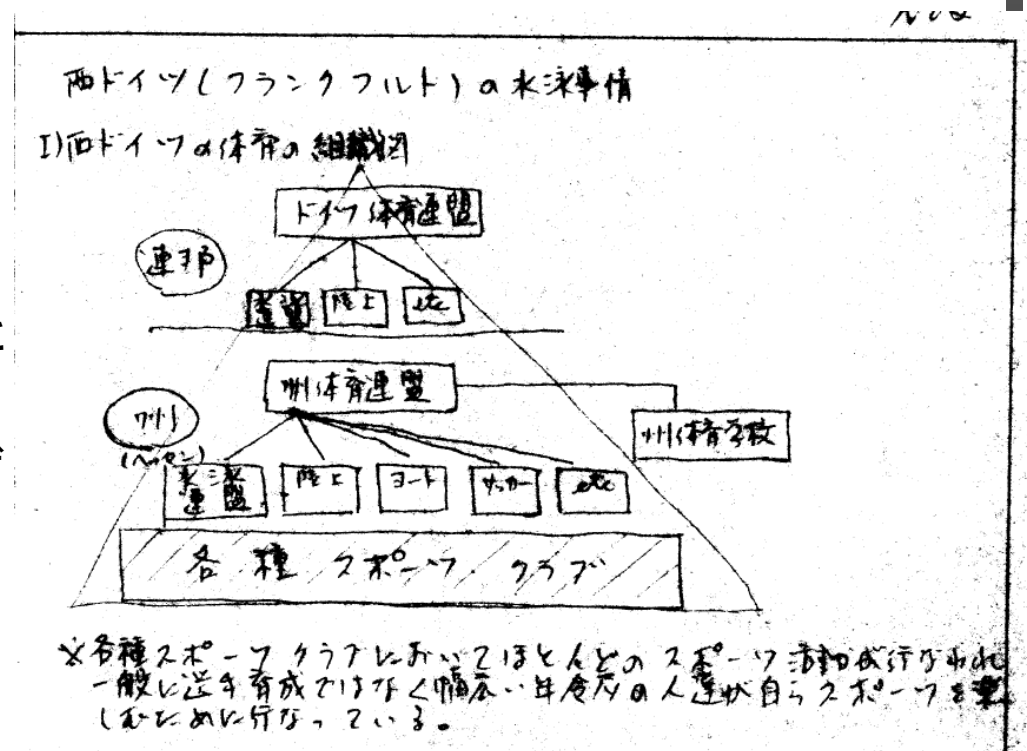 西ドイツ(フランクフルト)の水泳事情
I)西ドイツの体育の組織図
ドイツ体育連盟
連邦
水泳連盟 陸上 etc
州体育連盟
州
(ヘッセン)
州体育学校
水泳連盟 陸上 ヨート サッカー etc
各種スポーツクラブ
※各種スポーツクラブにおいてほとんどのスポーツ活動が行なわれ
一般に選手育成ではなく幅広い年令層の人達が自らスポーツを楽
しむために行なっている。